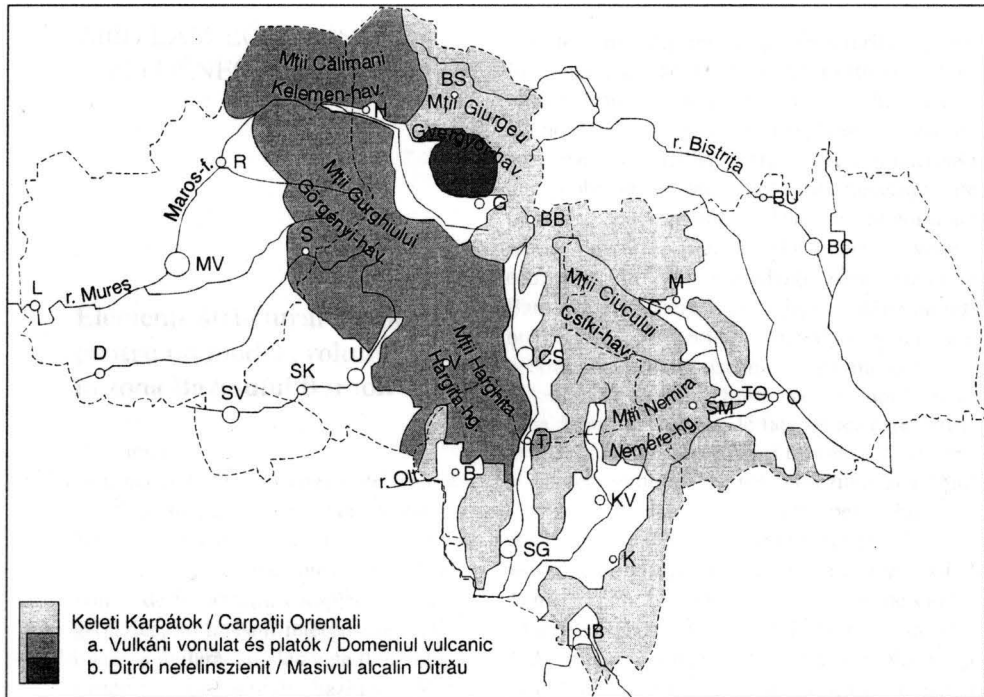 Mții Călimani
Kelemen-hav.
BS
Mții Giurgeu
Gyergyói-hav.
H
r. Bistrița
Maros-f.
R
Mții Gurghiului
Görgényi-hav.
G
BU
BB
BC
S
MV
r. Mureș
L
Mții Ciucului
Csíki-hav.
M
C
D
U
V
Mții Harghita
Hargita-hg.
CS
SK
SV
Mții Nemira
Nemere-hg.
SM
TO
O
T
r. Olt
B
KV
SG
K
IB
Keleti Kárpátok / Carpații Orientali
a. Vulkáni vonulat és platók / Domeniul vulcanic
b. Ditrói nefelinszienit / Masivul alcalin Ditrău